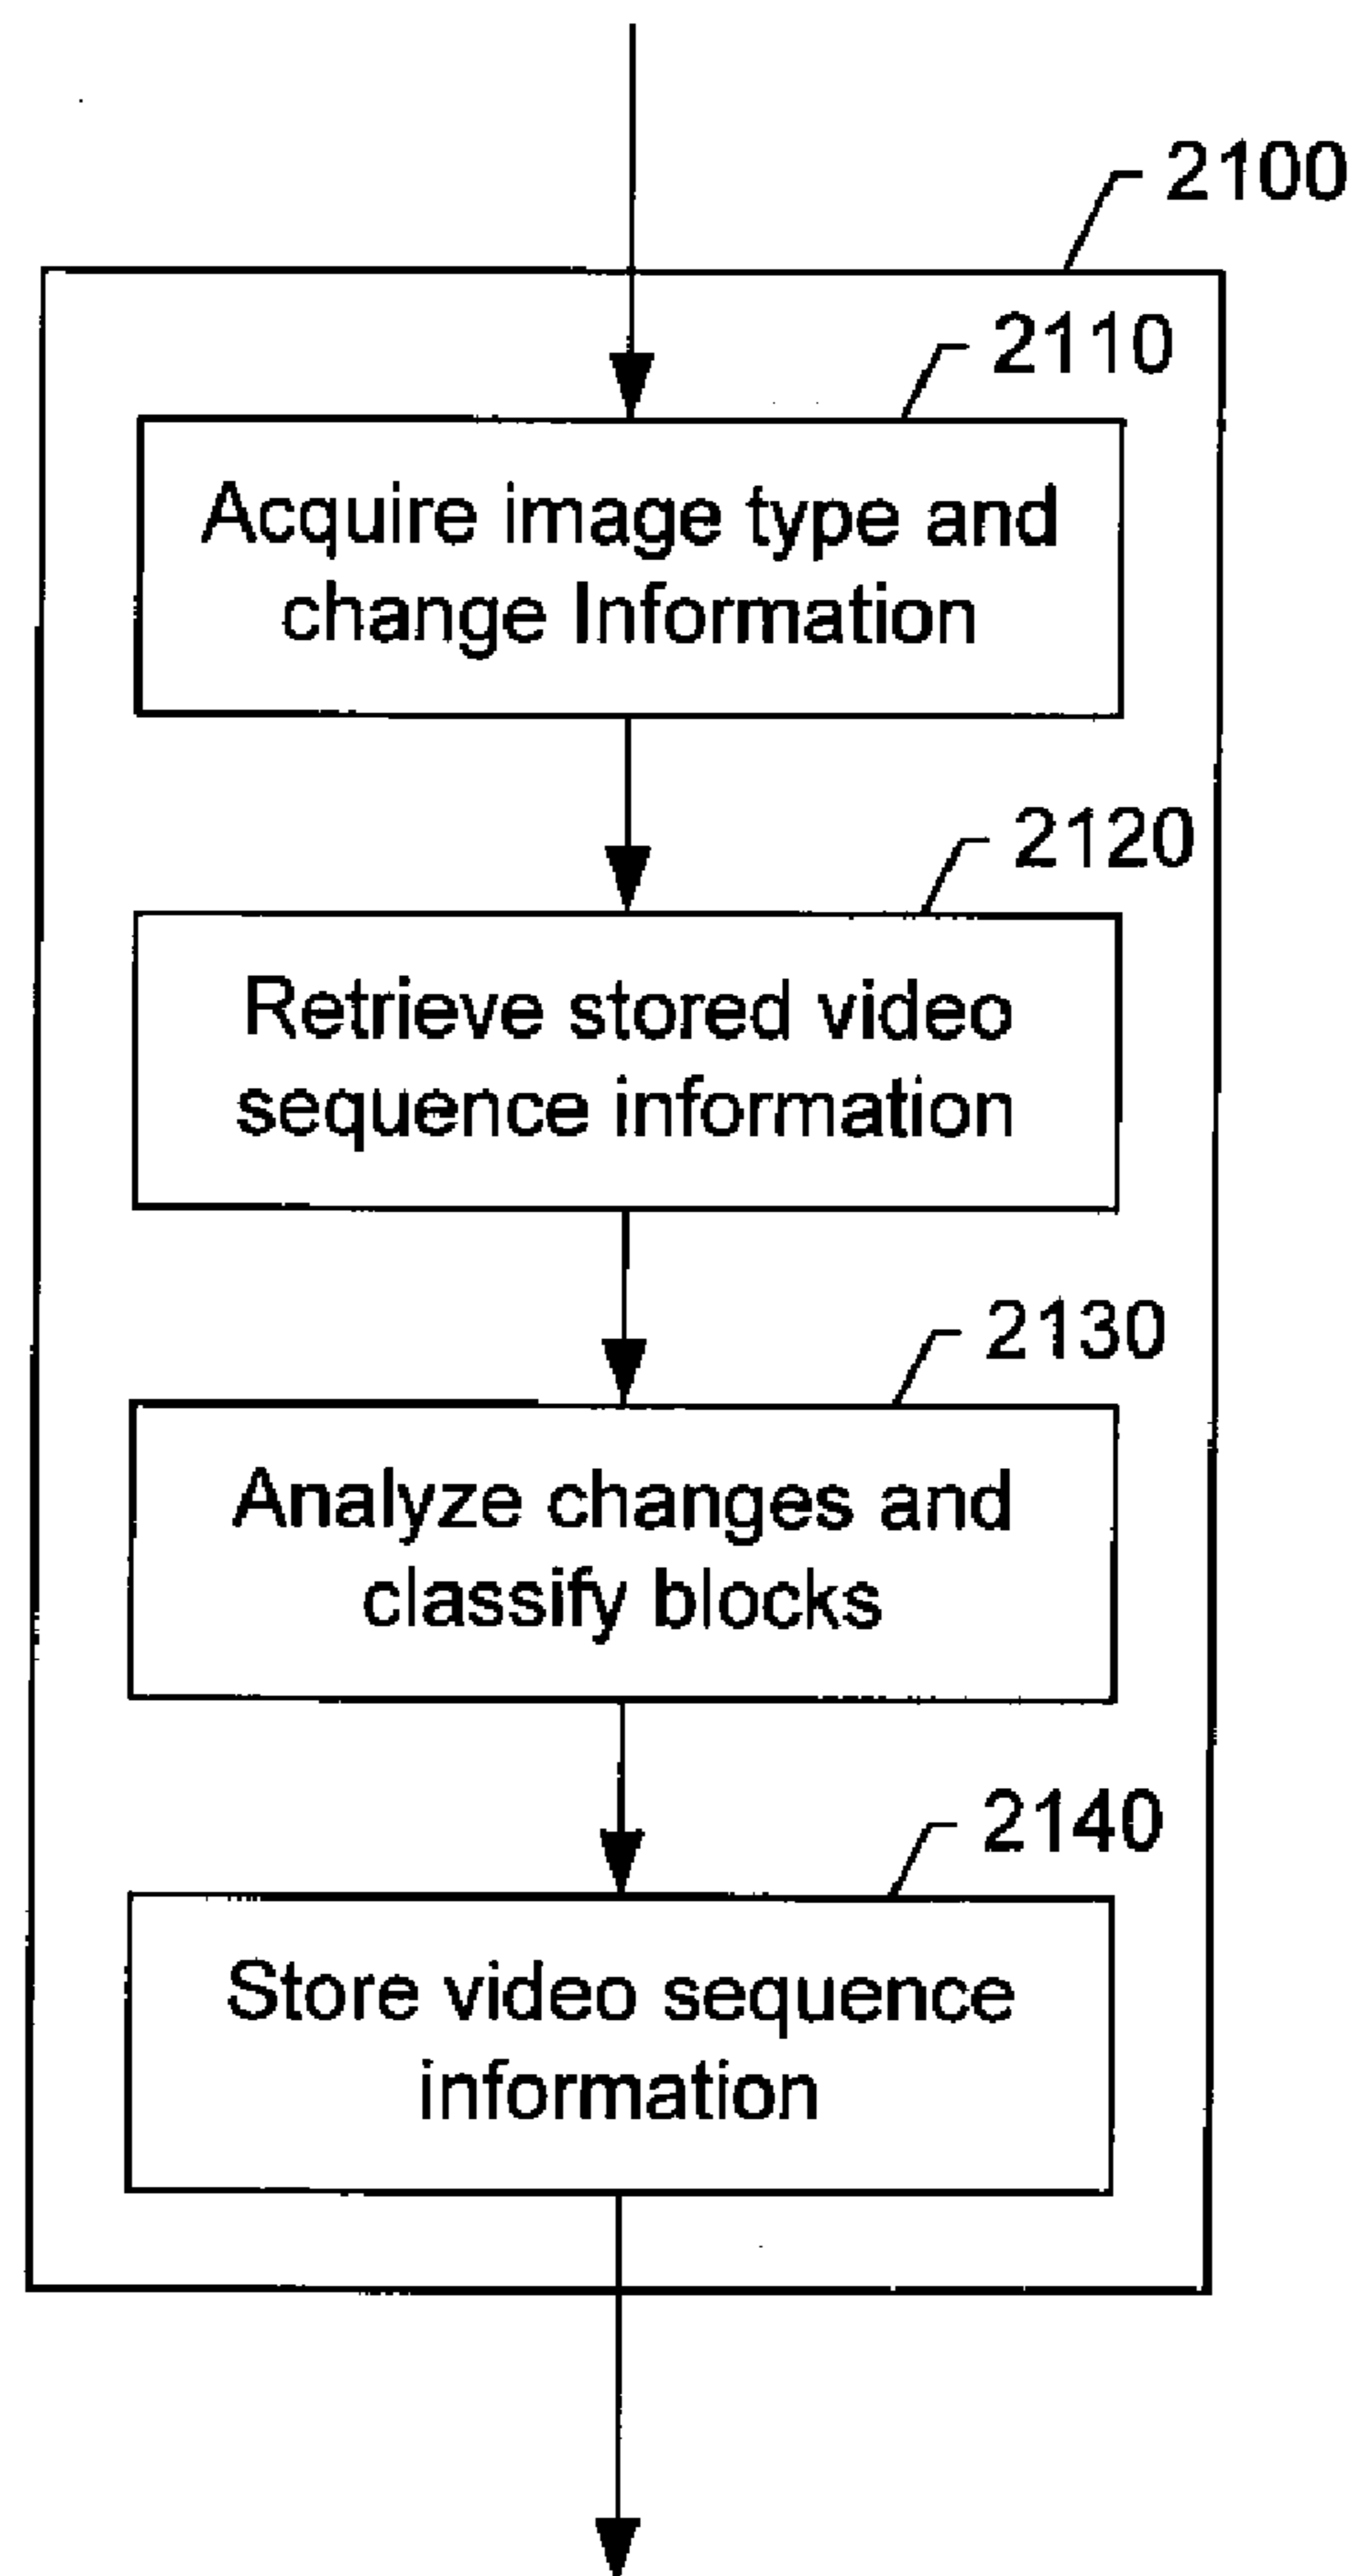 2100
2110
Acquire image type and
change Information
2120
Retrieve stored video
sequence information
2130
Analyze changes and
classify blocks
2140
Store video sequence
information